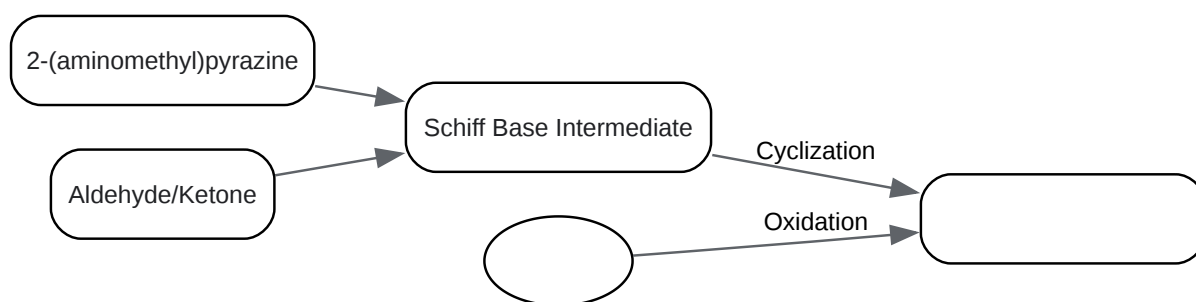 2-(aminomethyl)pyrazine
Schiff Base Intermediate
Aldehyde/Ketone
Cyclization
Oxidation